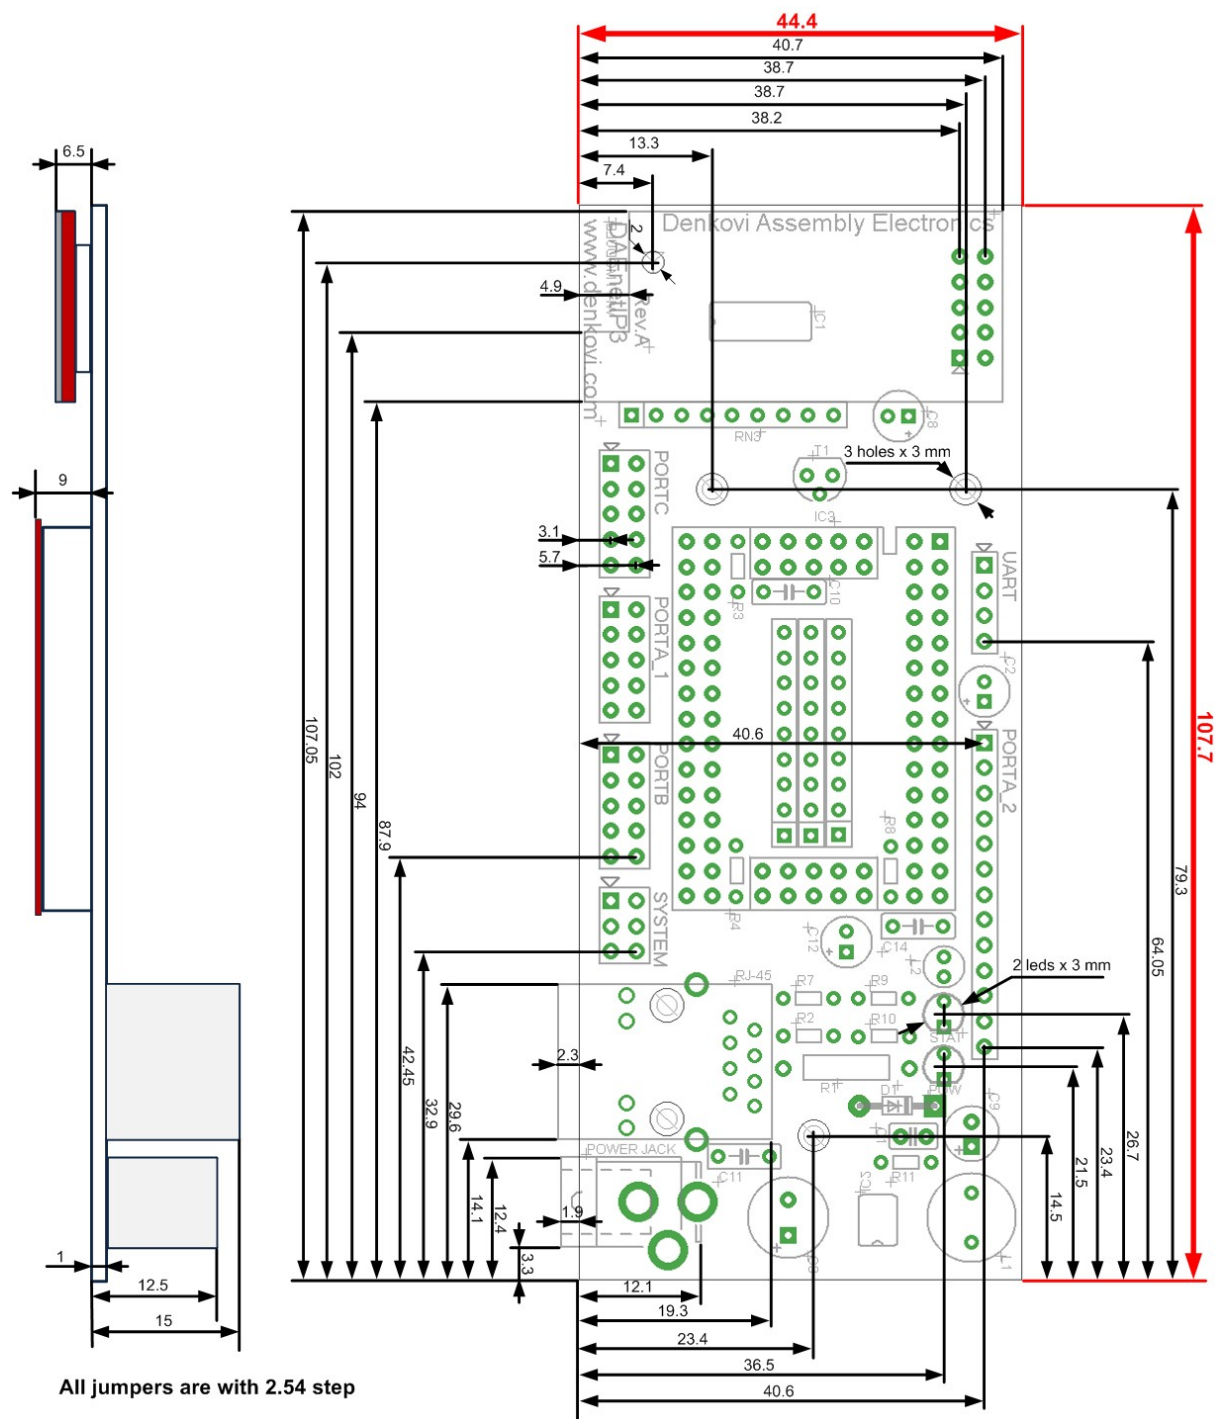 44.4
40.7
38.7
38.7
38.2
13.3
7.4
6.5
Denkovi Assembly Electronics
2
DAEnetIP3
www.denkovi.com
Rev.A
4.9
IC1
107.7
RN3
C8
T1
3 holes x 3 mm
9
PORTC
IC3
3.1
5.7
UART
R3
C10
PORTA_1
C2
107.05
102
94
87.9
40.6
PORTB
PORTA_2
R8
79.3
SYSTEM
R4
C12
C14
64.05
RJ-45
2 leds x 3 mm
R7
R9
R2
R10
STAT
2.3
42.45
32.9
29.6
R1
D1
C9
26.7
23.4
21.5
14.5
POWER JACK
C11
R11
14.1
12.4
1.9
3.3
L1
1
12.5
15
12.1
19.3
23.4
36.5
40.6
All jumpers are with 2.54 step